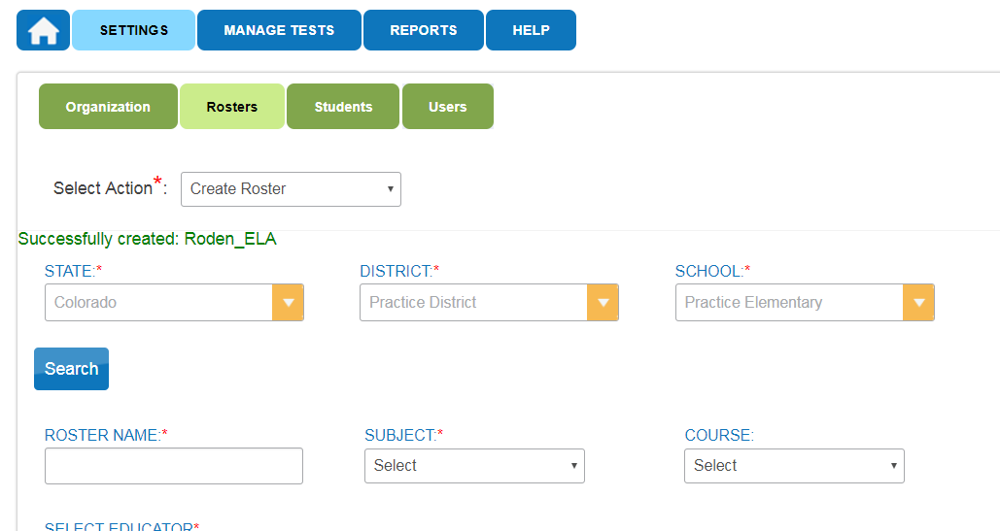 SETTINGS MANAGE TESTS REPORTS HELP
Organization Rosters Students Users
Select Action*: Create Roster
Successfully created: Roden_ELA
STATE:* DISTRICT:* SCHOOL:*
Colorado Practice District Practice Elementary
Search
ROSTER NAME:* SUBJECT:* COURSE:
Select Select
SELECT EDUCATOR*